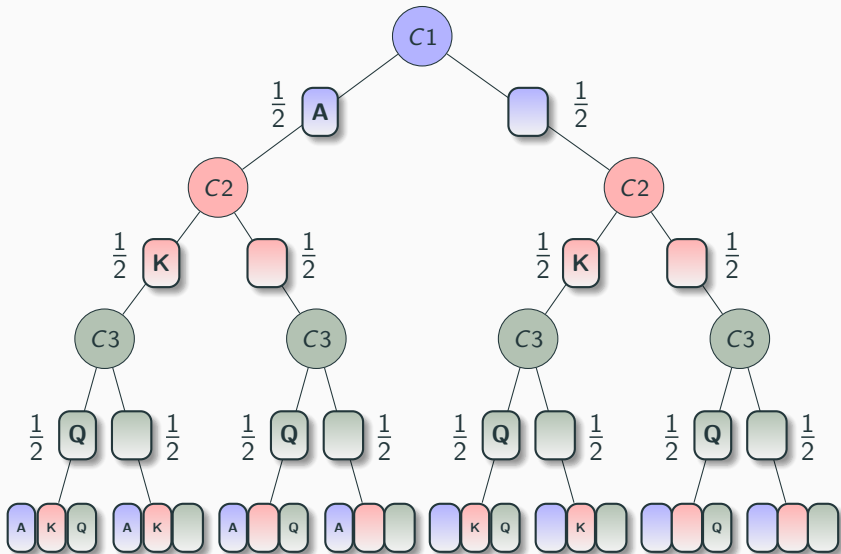 C1
1/2 A 1/2
C2 C2
1/2 K 1/2 1/2 K 1/2
C3 C3 C3 C3
1/2 Q 1/2 1/2 Q 1/2 1/2 Q 1/2 1/2 Q 1/2
A K Q A K A Q A K Q K Q